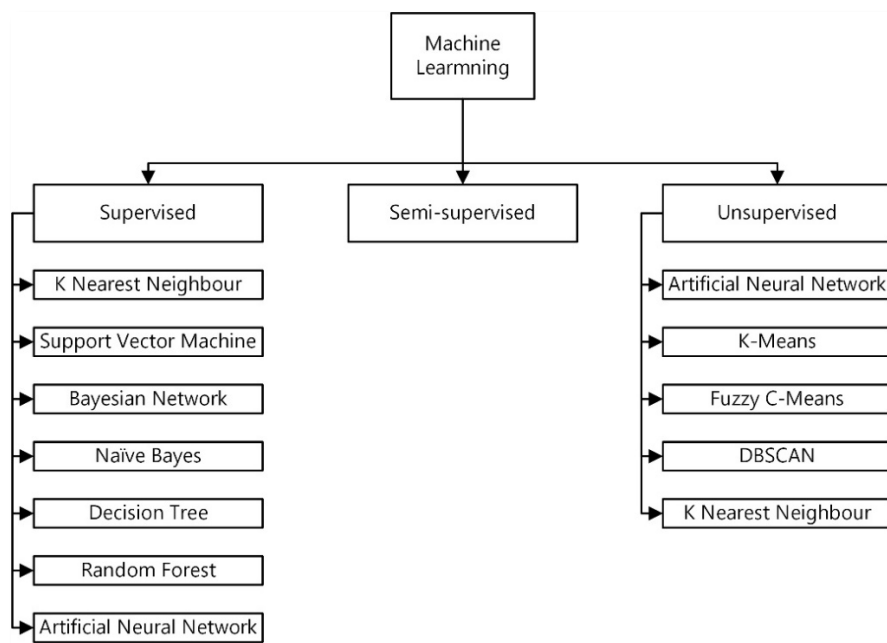 Machine
Learmning
Supervised
Semi-supervised
Unsupervised
K Nearest Neighbour
Support Vector Machine
Bayesian Network
Naïve Bayes
Decision Tree
Random Forest
Artificial Neural Network
Artificial Neural Network
K-Means
Fuzzy C-Means
DBSCAN
K Nearest Neighbour